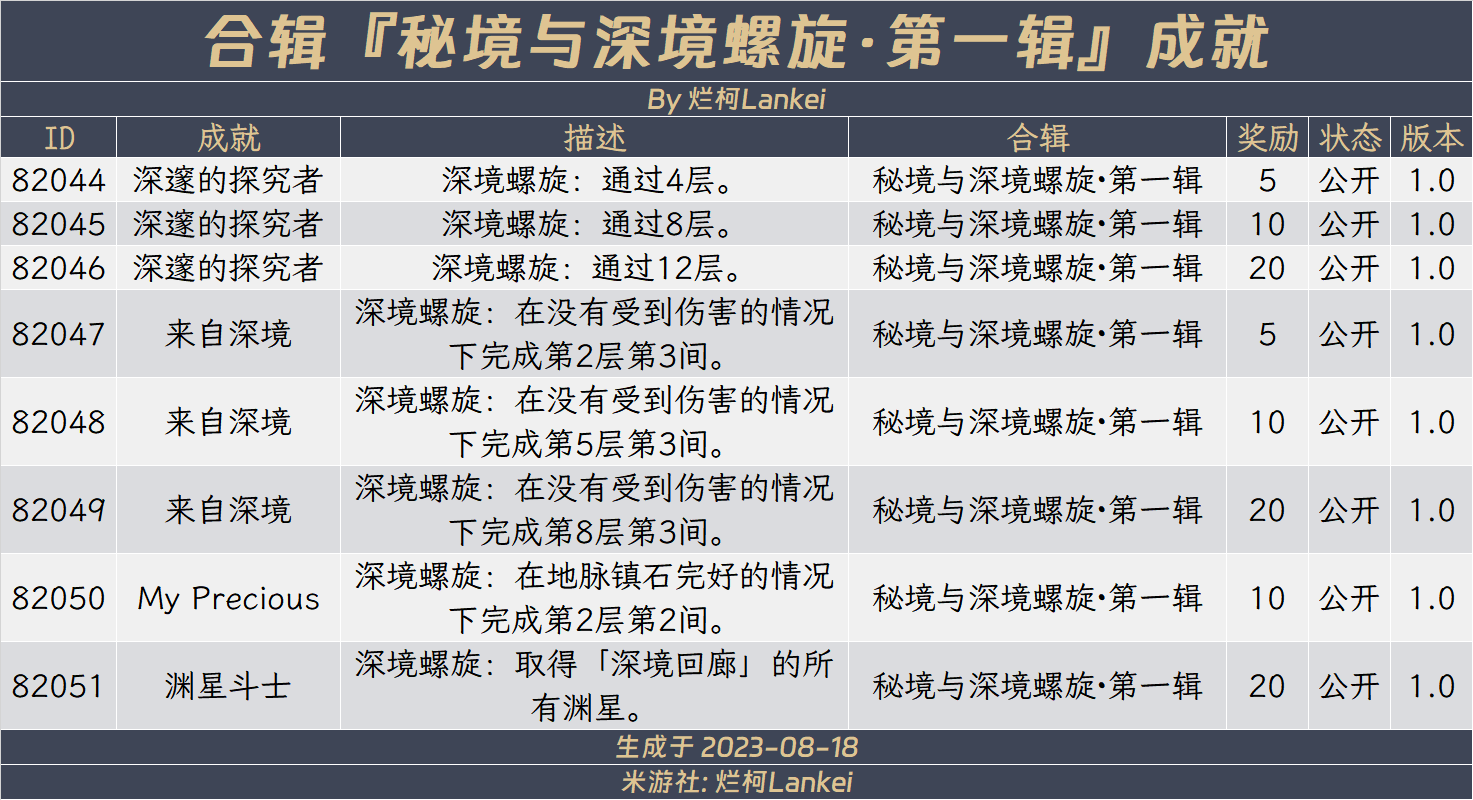 合辑『秘境与深境螺旋·第一辑』成就
By 烂柯Lankei
ID 成就 描述 合辑 奖励 状态 版本
82044 深邃的探究者 深境螺旋：通过4层。 秘境与深境螺旋·第一辑 5 公开 1.0
82045 深邃的探究者 深境螺旋：通过8层。 秘境与深境螺旋·第一辑 10 公开 1.0
82046 深邃的探究者 深境螺旋：通过12层。 秘境与深境螺旋·第一辑 20 公开 1.0
深境螺旋：在没有受到伤害的情况
82047 来自深境 秘境与深境螺旋·第一辑 5 公开 1.0
下完成第2层第3间。
深境螺旋：在没有受到伤害的情况
82048 来自深境 秘境与深境螺旋·第一辑 10 公开 1.0
下完成第5层第3间。
深境螺旋：在没有受到伤害的情况
82049 来自深境 秘境与深境螺旋·第一辑 20 公开 1.0
下完成第8层第3间。
深境螺旋：在地脉镇石完好的情况
82050 My Precious 秘境与深境螺旋·第一辑 10 公开 1.0
下完成第2层第2间。
深境螺旋：取得「深境回廊」的所
82051 渊星斗士 秘境与深境螺旋·第一辑 20 公开 1.0
有渊星。
生成于 2023-08-18
米游社: 烂柯Lankei